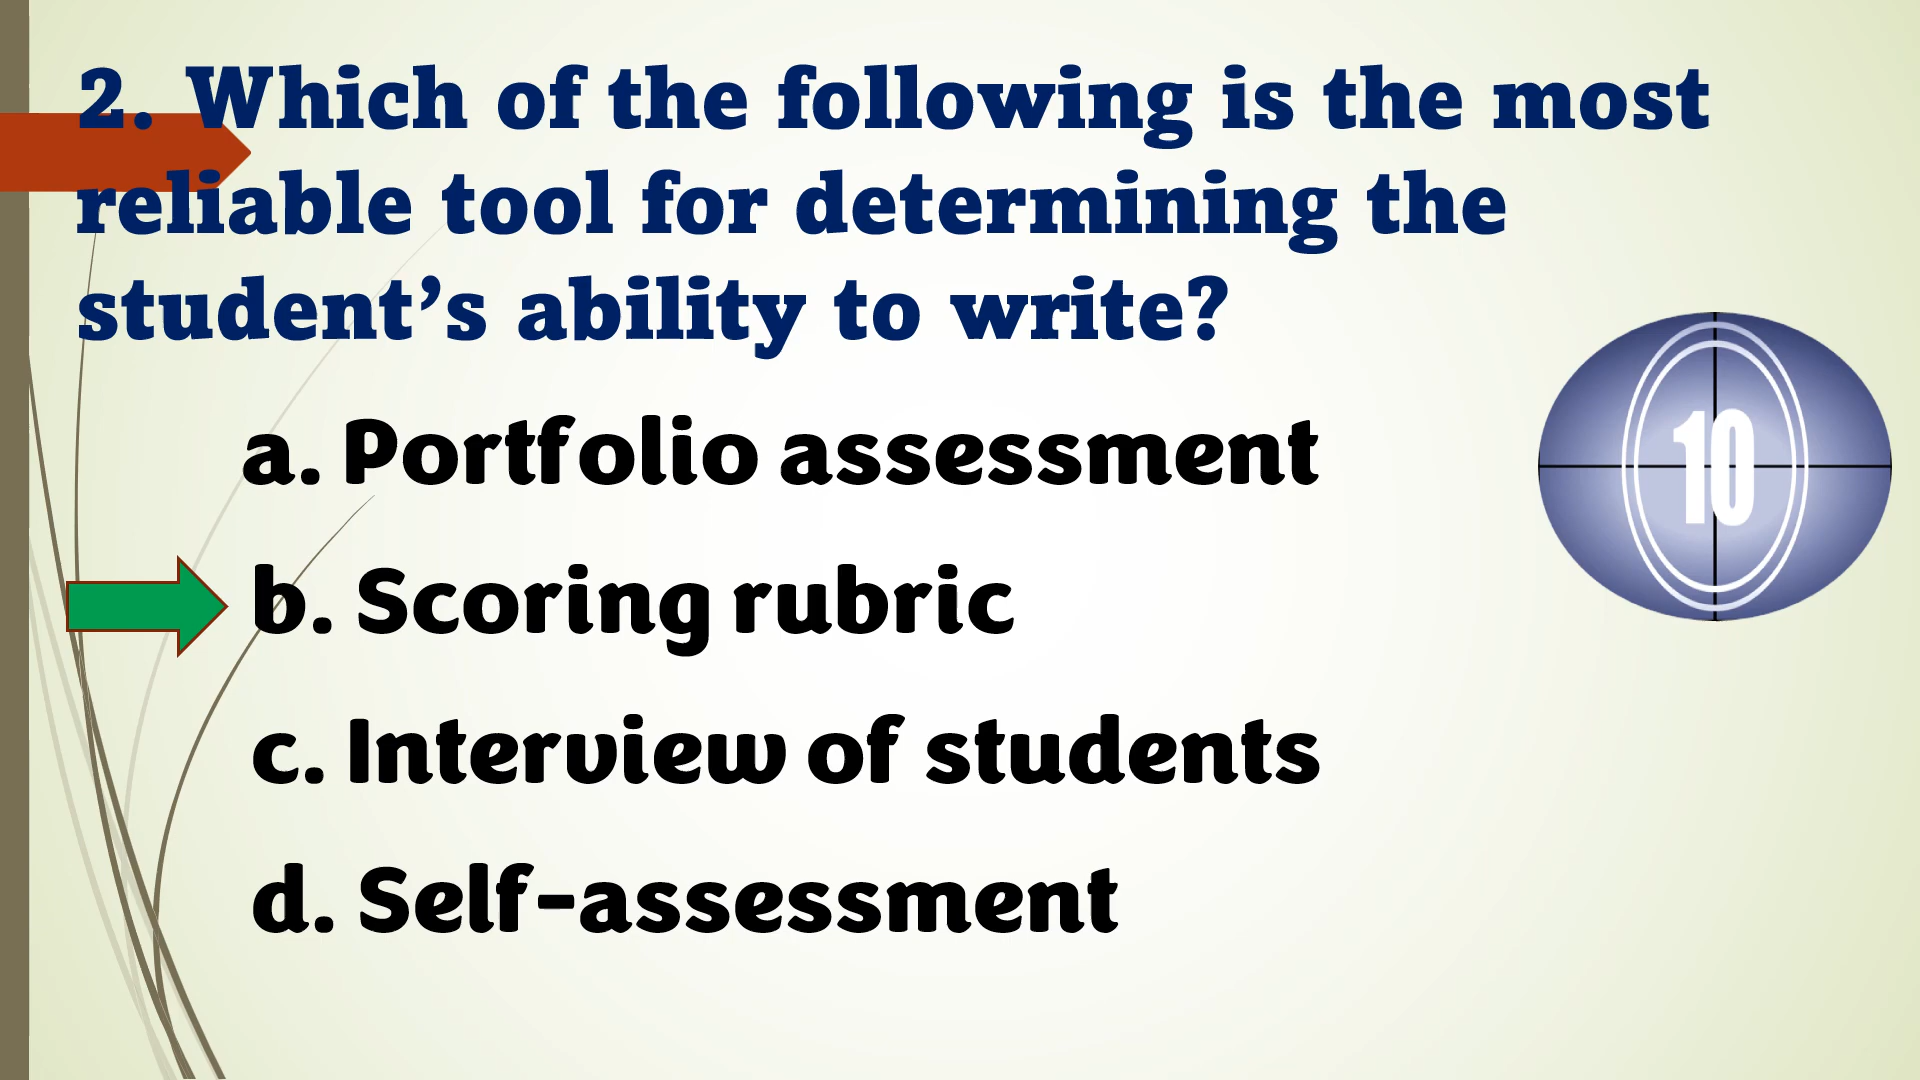 2. Which of the following is the most
reliable tool for determining the
student’s ability to write?
a. Portfolio assessment
10
b. Scoring rubric
c. Interview of students
d. Self-assessment